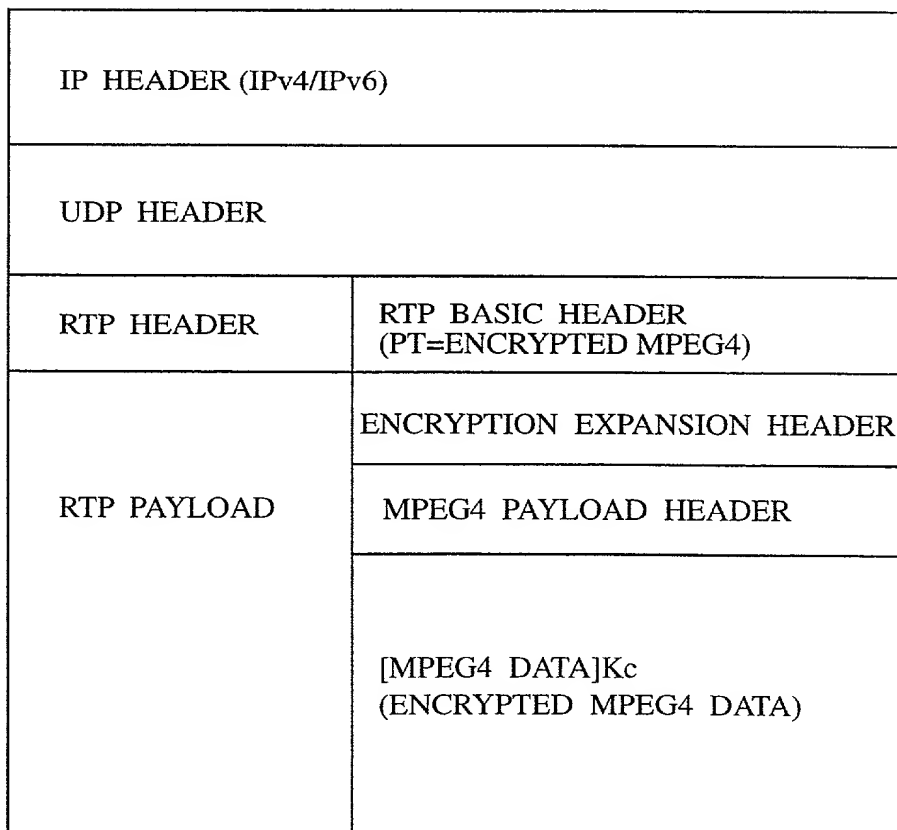 IP HEADER (IPv4/IPv6)
UDP HEADER
RTP HEADER
RTP BASIC HEADER
(PT=ENCRYPTED MPEG4)
ENCRYPTION EXPANSION HEADER
RTP PAYLOAD
MPEG4 PAYLOAD HEADER
[MPEG4 DATA]Kc
(ENCRYPTED MPEG4 DATA)